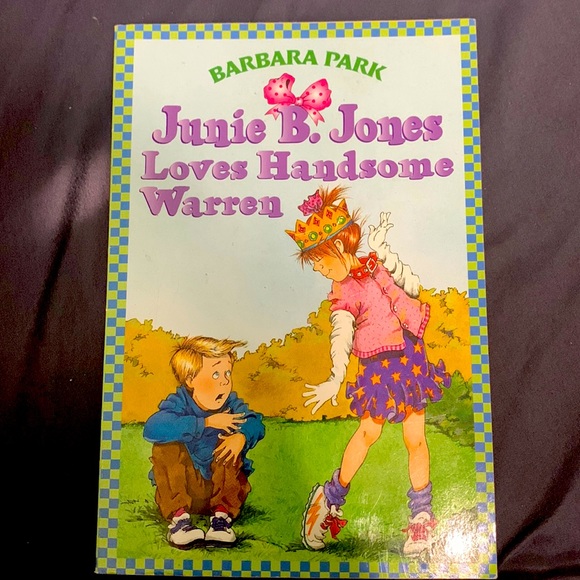 BARBARA PARK
Junie B. Jones
Loves Handsome
Warren